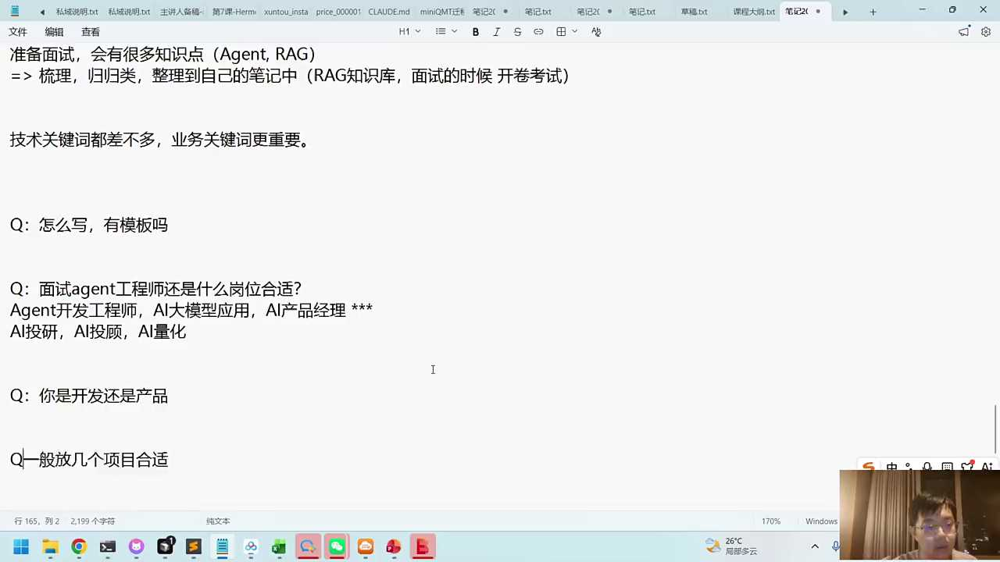 私域说明.txt
私域说明.txt
主讲人备稿-
第7课-Herm
xuntou_insta
price_000001
CLAUDE.md
miniQMT迁
笔记20
笔记.txt
笔记20
笔记.txt
草稿.txt
课程大纲.txt
笔记20
文件 编辑 查看
H1
准备面试，会有很多知识点（Agent, RAG）
=> 梳理，归归类，整理到自己的笔记中（RAG知识库，面试的时候 开卷考试）
技术关键词都差不多，业务关键词更重要。
Q：怎么写，有模板吗
Q：面试agent工程师还是什么岗位合适？
Agent开发工程师，AI大模型应用，AI产品经理 ***
AI投研，AI投顾，AI量化
Q：你是开发还是产品
Q一般放几个项目合适
中
行 165，列 2 2,199 个字符 纯文本 170% Windows
26°C
局部多云